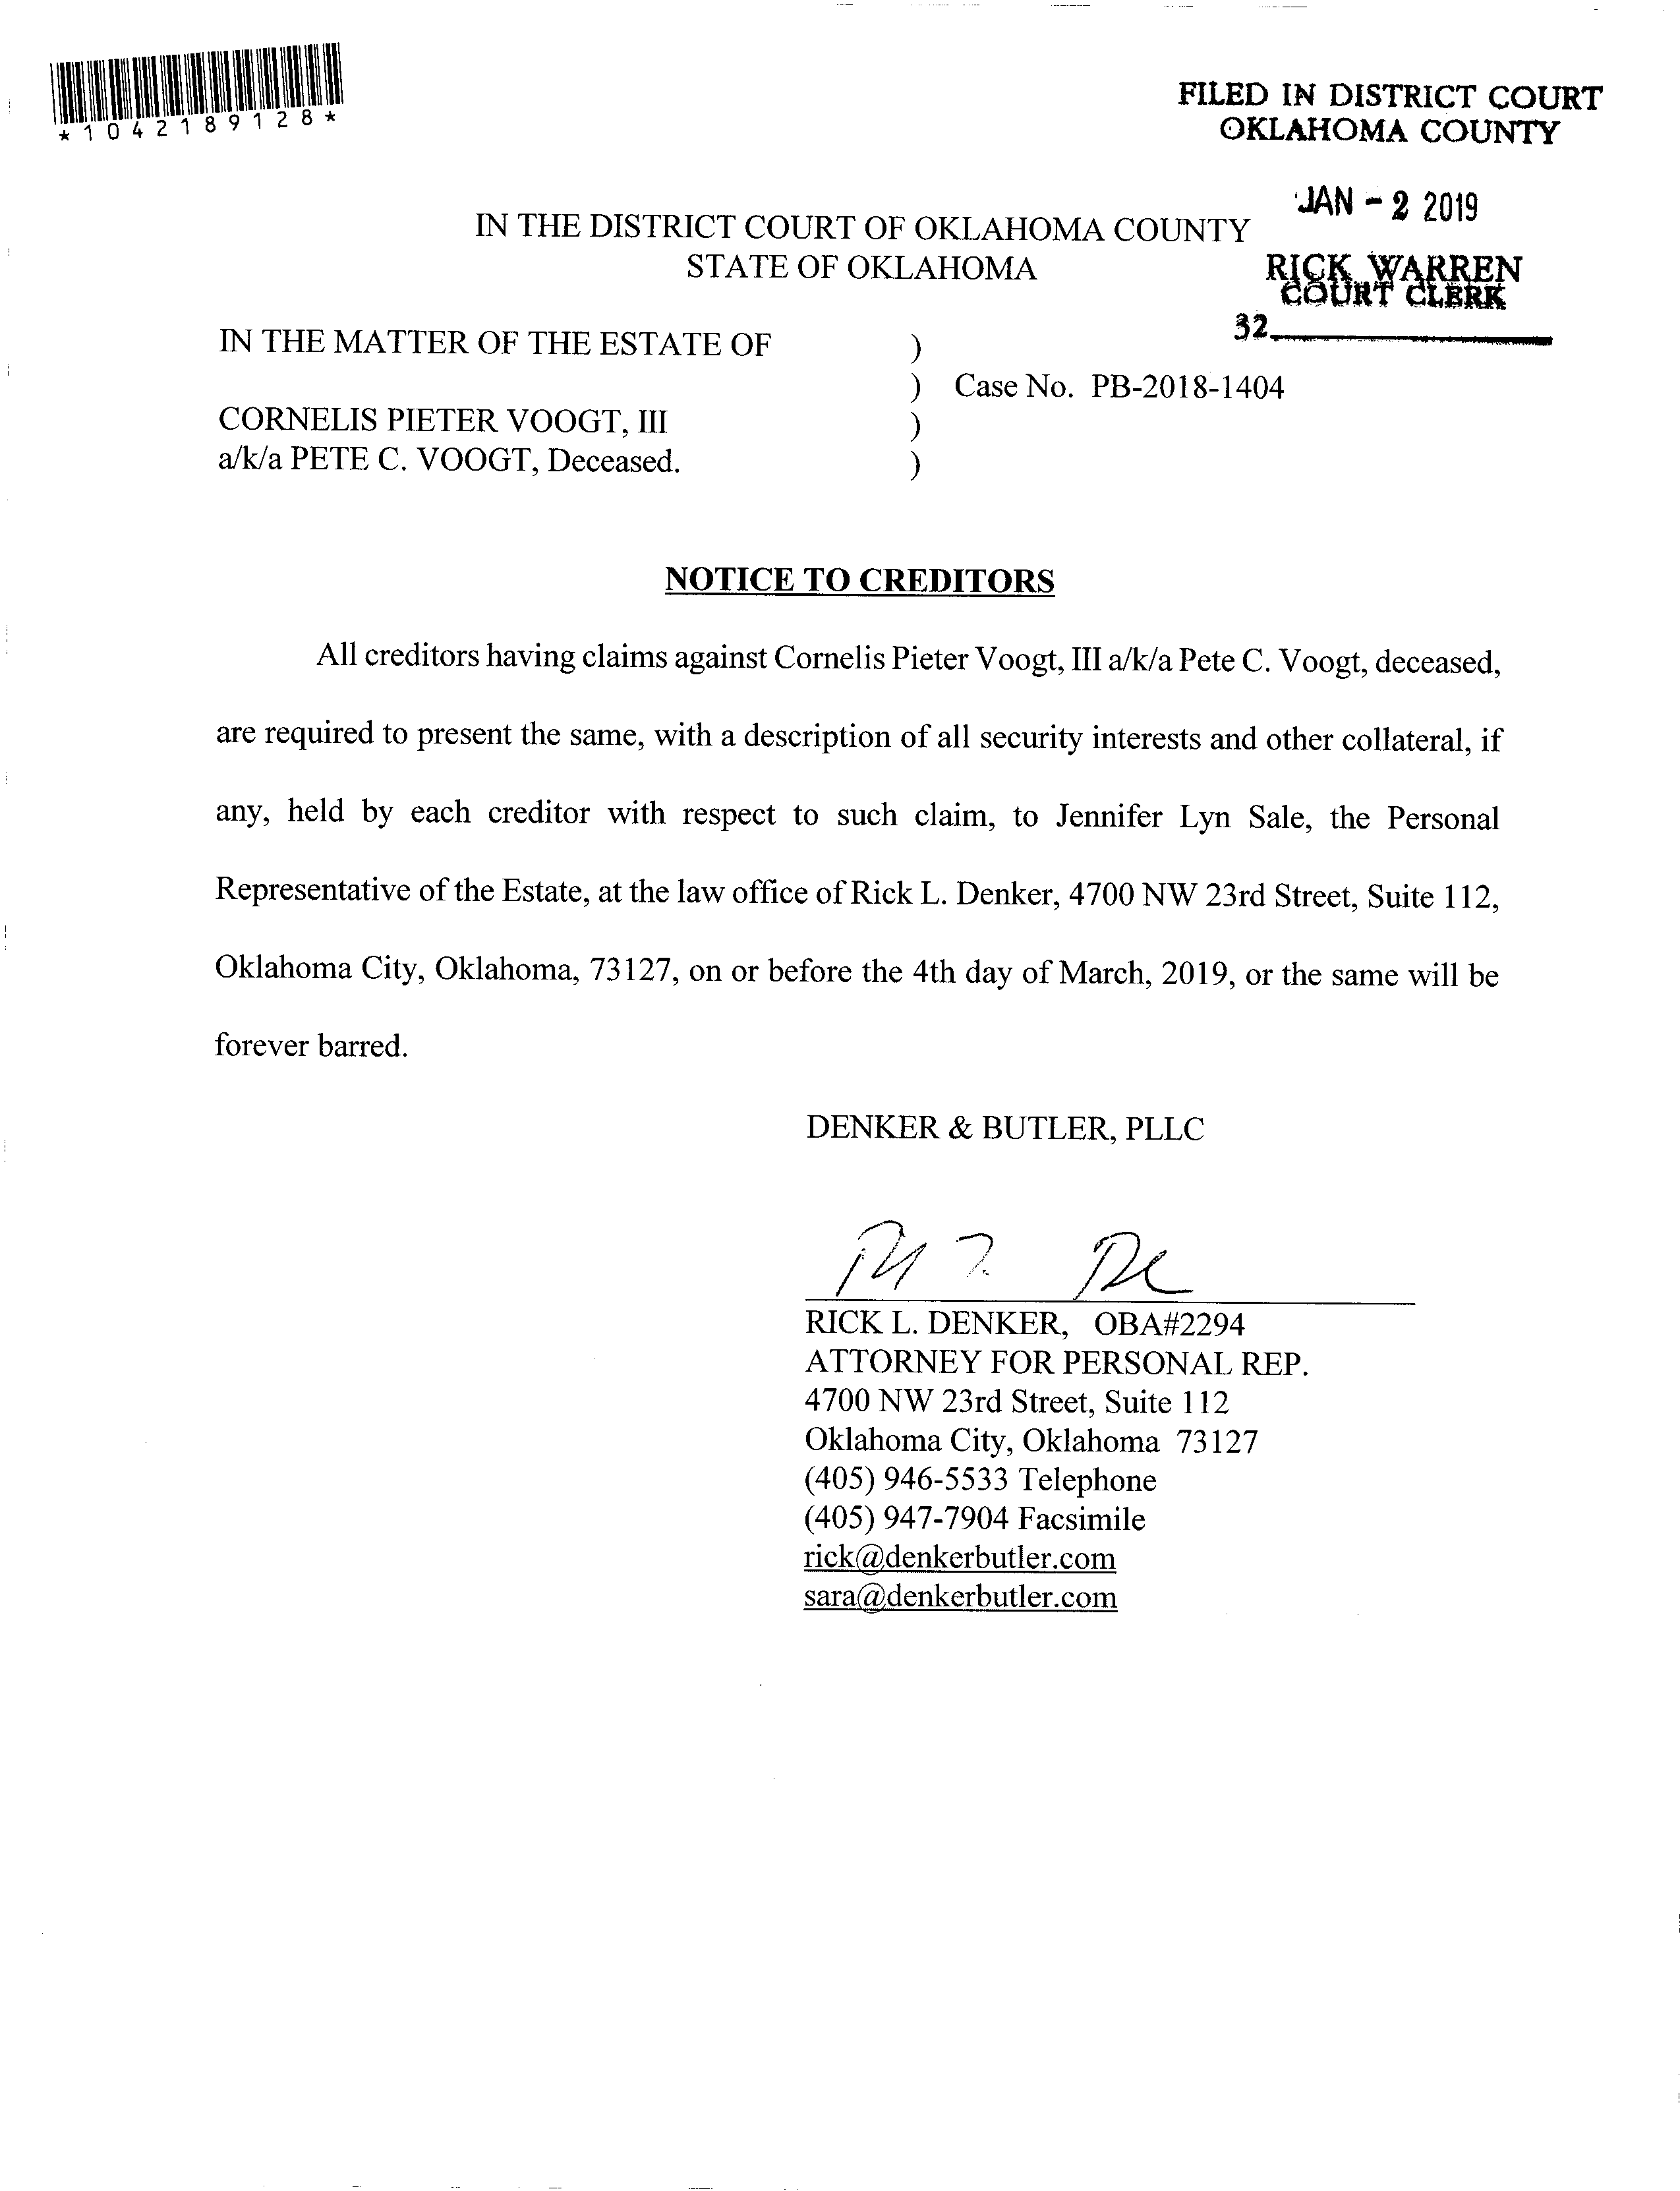 *1042189128*
FILED IN DISTRICT COURT
OKLAHOMA COUNTY
JAN - 2 2019
RICK WARREN
COURT CLERK
32
IN THE DISTRICT COURT OF OKLAHOMA COUNTY
STATE OF OKLAHOMA
IN THE MATTER OF THE ESTATE OF )
) Case No. PB-2018-1404
CORNELIS PIETER VOOGT, III )
a/k/a PETE C. VOOGT, Deceased. )
NOTICE TO CREDITORS
All creditors having claims against Cornelis Pieter Voogt, III a/k/a Pete C. Voogt, deceased,
are required to present the same, with a description of all security interests and other collateral, if
any, held by each creditor with respect to such claim, to Jennifer Lyn Sale, the Personal
Representative of the Estate, at the law office of Rick L. Denker, 4700 NW 23rd Street, Suite 112,
Oklahoma City, Oklahoma, 73127, on or before the 4th day of March, 2019, or the same will be
forever barred.
DENKER & BUTLER, PLLC
RICK L. DENKER, OBA#2294
ATTORNEY FOR PERSONAL REP.
4700 NW 23rd Street, Suite 112
Oklahoma City, Oklahoma 73127
(405) 946-5533 Telephone
(405) 947-7904 Facsimile
rick@denkerbutler.com
sara@denkerbutler.com